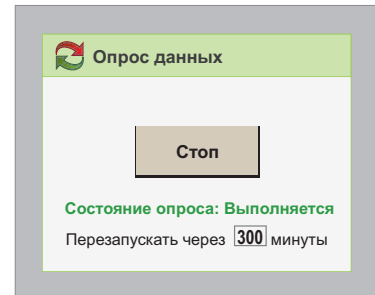 Опрос данных
Стоп
Состояние опроса: Выполняется
Перезапускать через 300 минуты